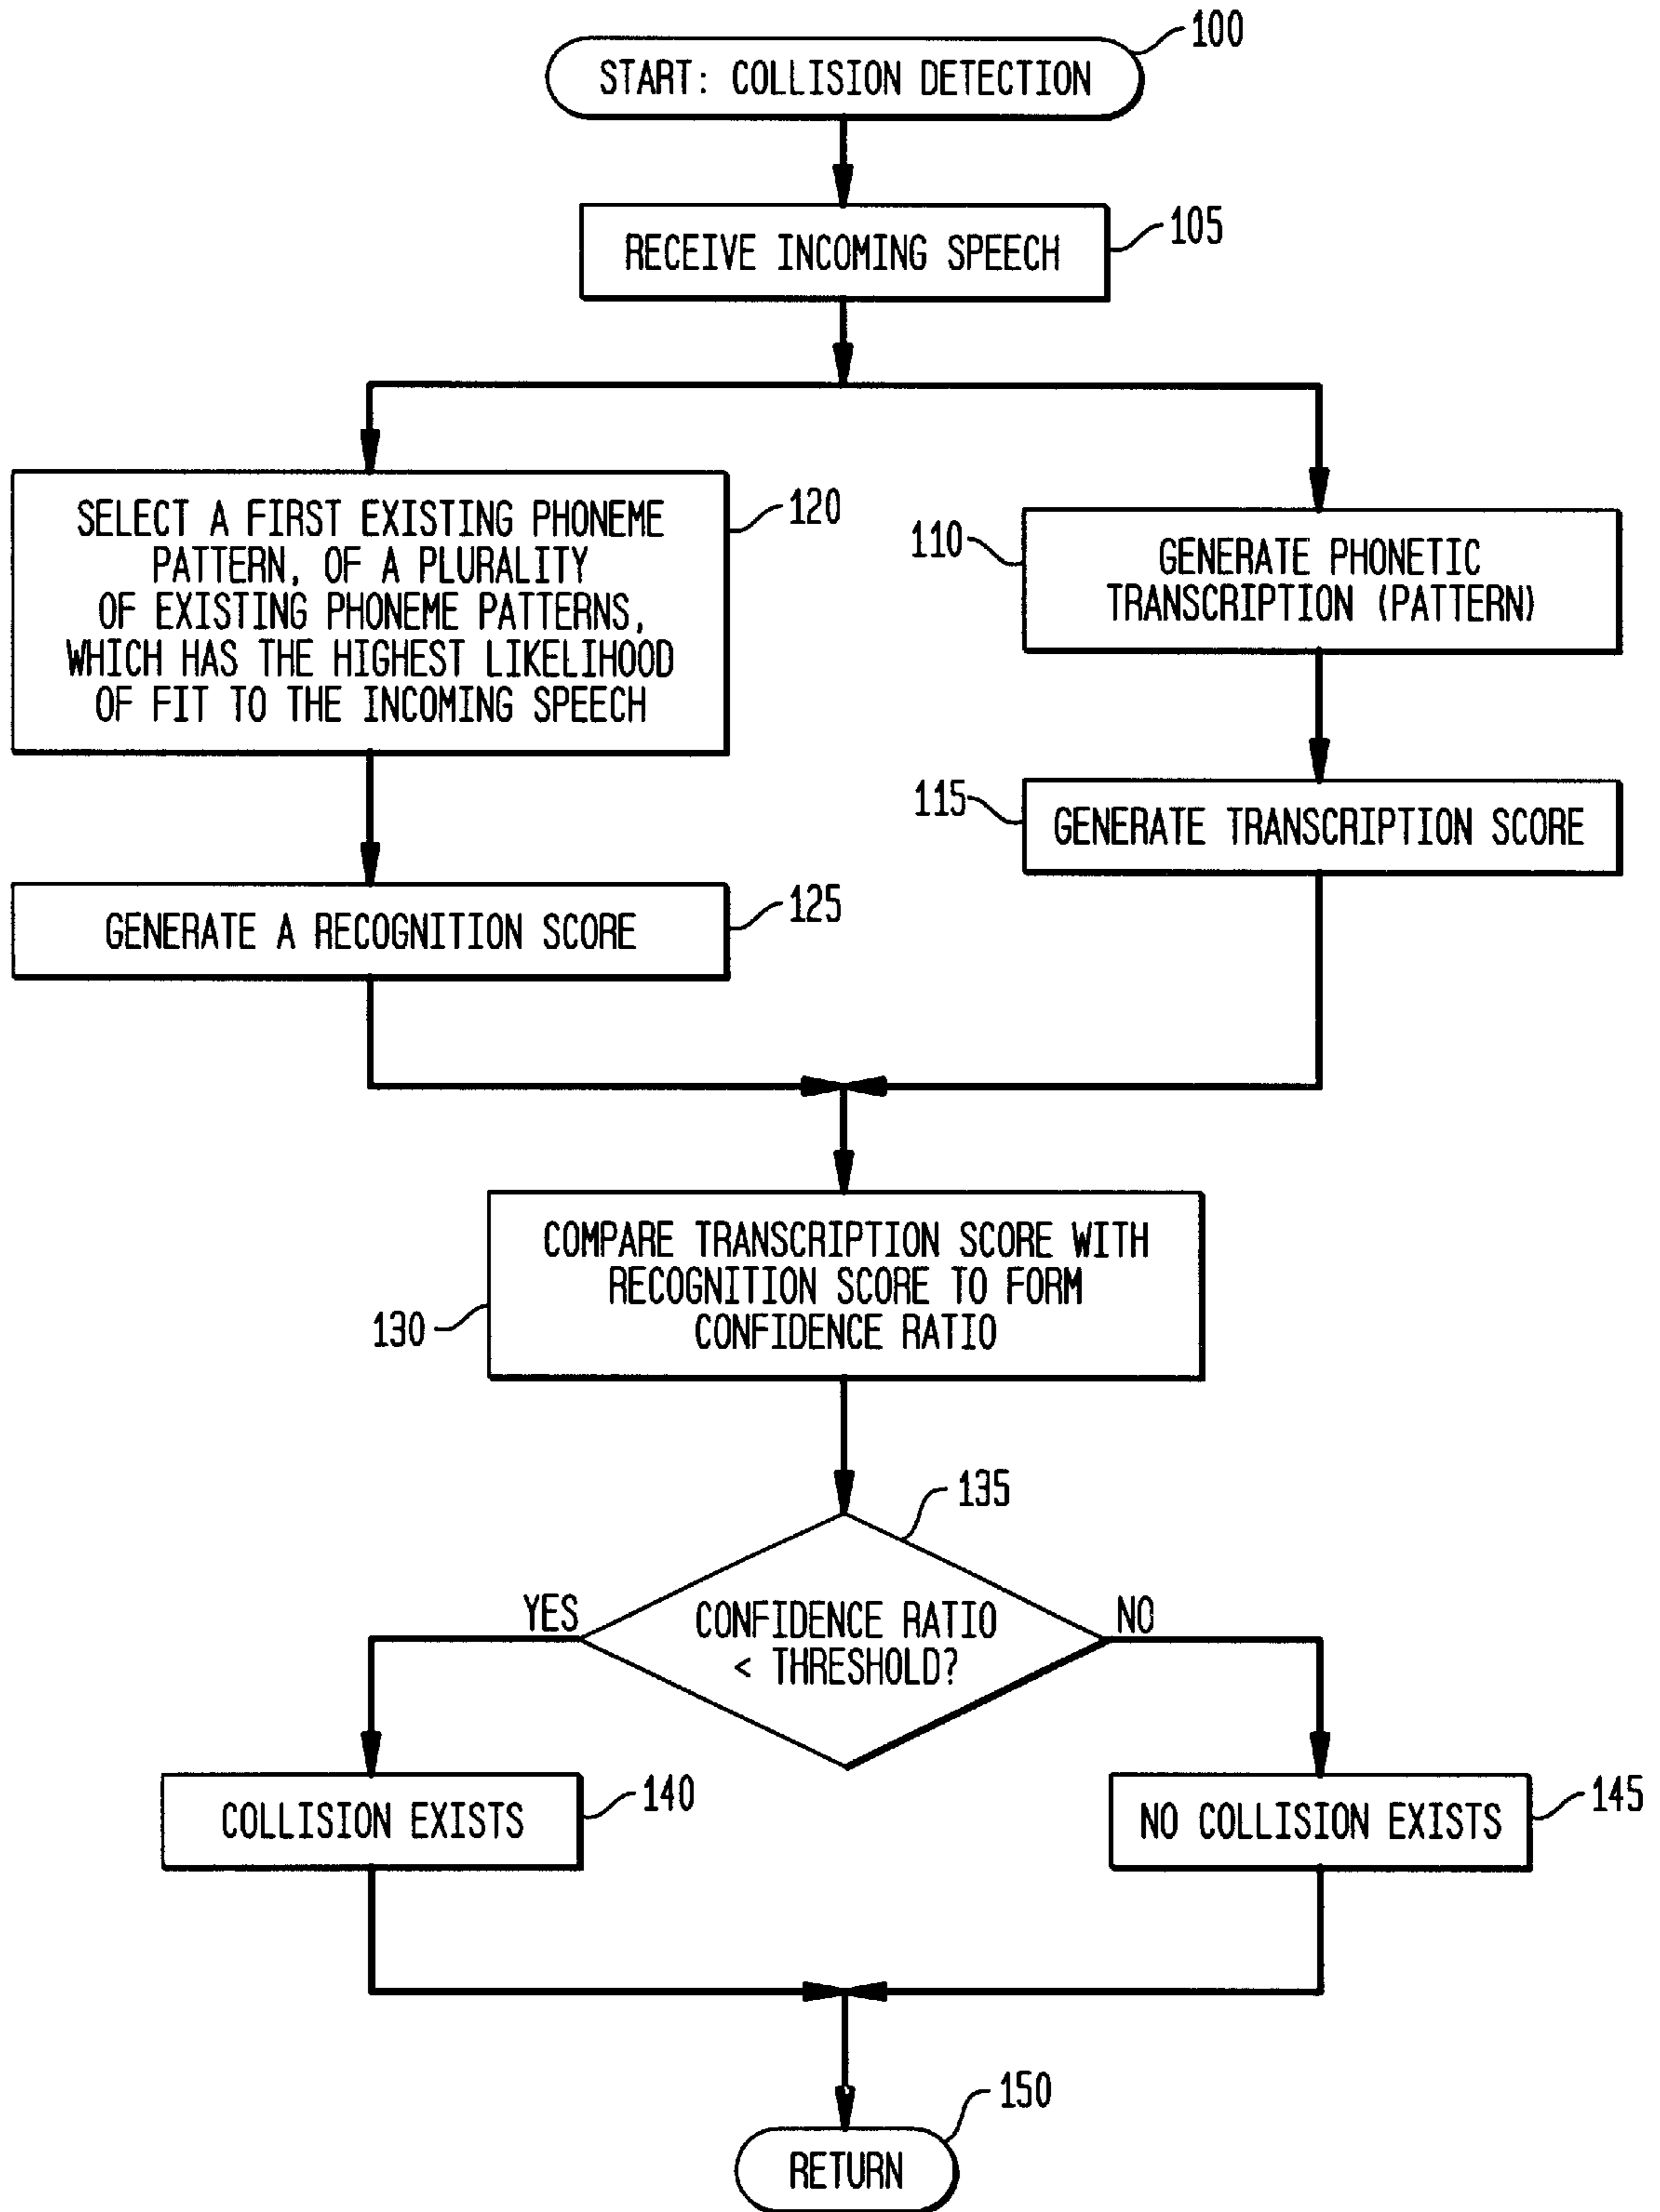 100
START: COLLISION DETECTION
105
RECEIVE INCOMING SPEECH
120
SELECT A FIRST EXISTING PHONEME
PATTERN, OF A PLURALITY
OF EXISTING PHONEME PATTERNS,
WHICH HAS THE HIGHEST LIKELIHOOD
OF FIT TO THE INCOMING SPEECH
110
GENERATE PHONETIC
TRANSCRIPTION (PATTERN)
115
GENERATE TRANSCRIPTION SCORE
125
GENERATE A RECOGNITION SCORE
130
COMPARE TRANSCRIPTION SCORE WITH
RECOGNITION SCORE TO FORM
CONFIDENCE RATIO
135
YES
CONFIDENCE RATIO
< THRESHOLD?
NO
COLLISION EXISTS
140
NO COLLISION EXISTS
145
150
RETURN